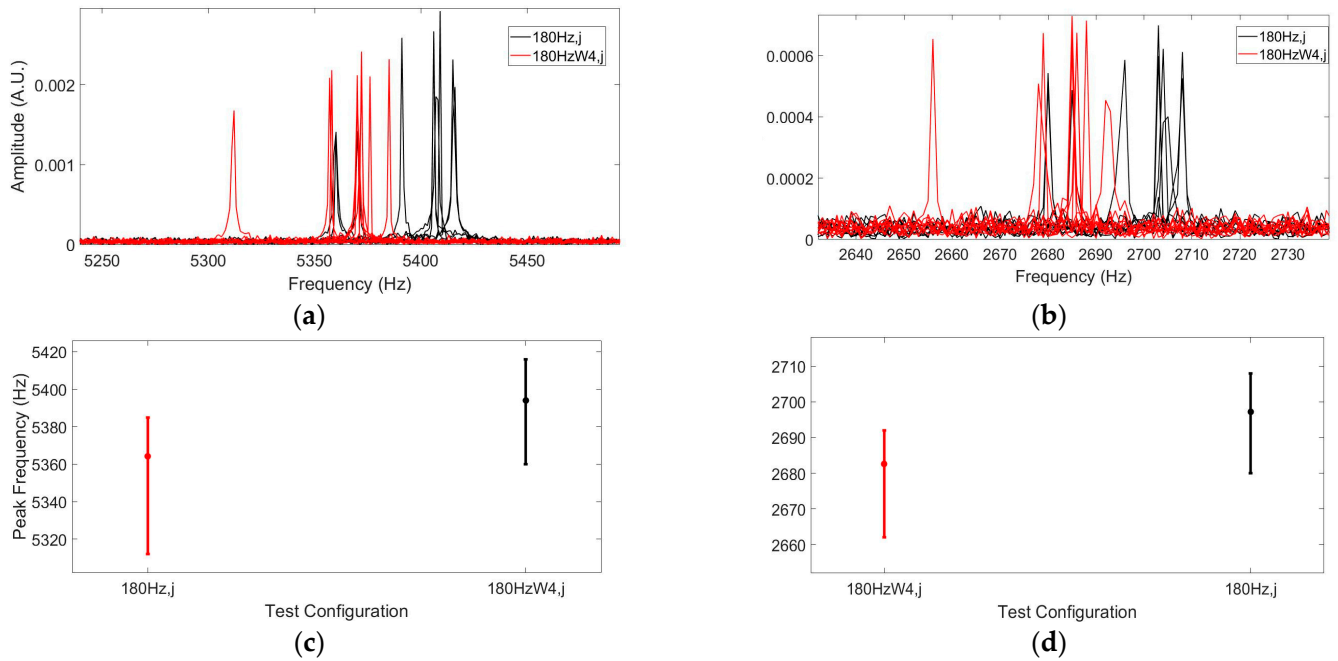 Amplitude (A.U.)
0.002
0.001
0
180Hz,j
180HzW4,j
5250
5300
5350
5400
5450
Frequency (Hz)
(a)
0.0006
0.0004
0.0002
0
180Hz,j
180HzW4,j
2640
2650
2660
2670
2680
2690
2700
2710
2720
2730
Frequency (Hz)
(b)
Peak Frequency (Hz)
5420
5400
5380
5360
5340
5320
180Hz,j
180HzW4,j
Test Configuration
(c)
2710
2700
2690
2680
2670
2660
180HzW4,j
180Hz,j
Test Configuration
(d)